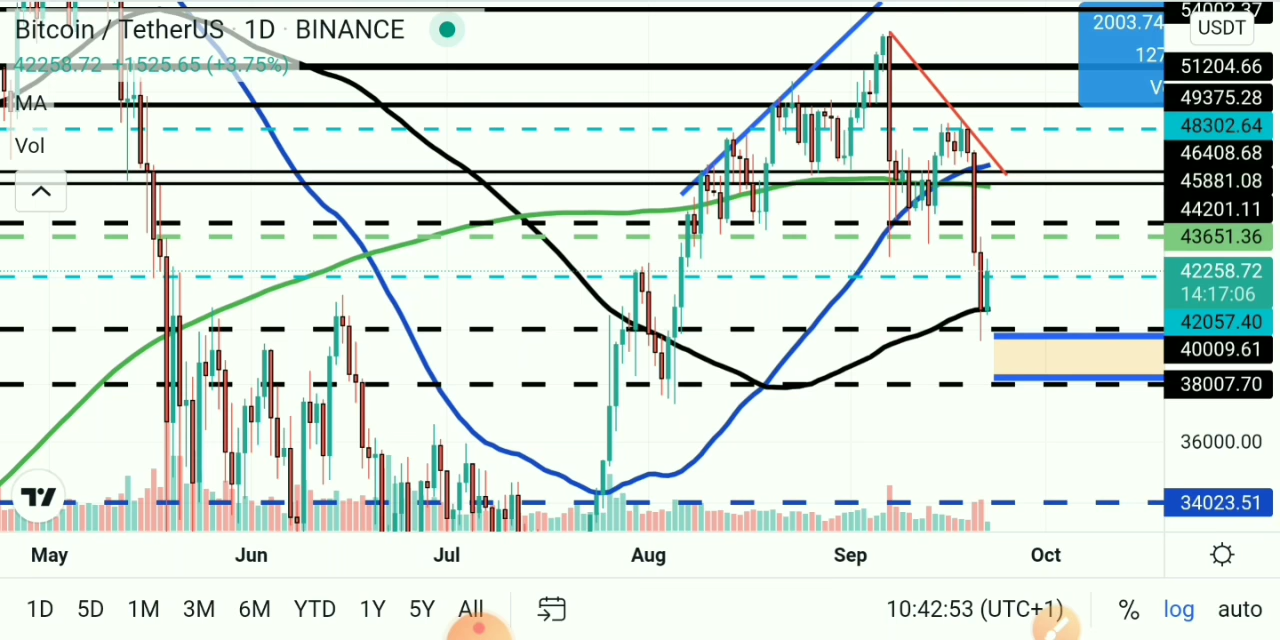 Bitcoin / TetherUS · 1D · BINANCE
42258.72 +1525.65 (+3.75%)
MA
Vol
2003.74
127
V
54002.37
USDT
51204.66
49375.28
48302.64
46408.68
45881.08
44201.11
43651.36
42258.72
14:17:06
42057.40
40009.61
38007.70
36000.00
34023.51
May Jun Jul Aug Sep Oct
1D 5D 1M 3M 6M YTD 1Y 5Y All 10:42:53 (UTC+1) % log auto